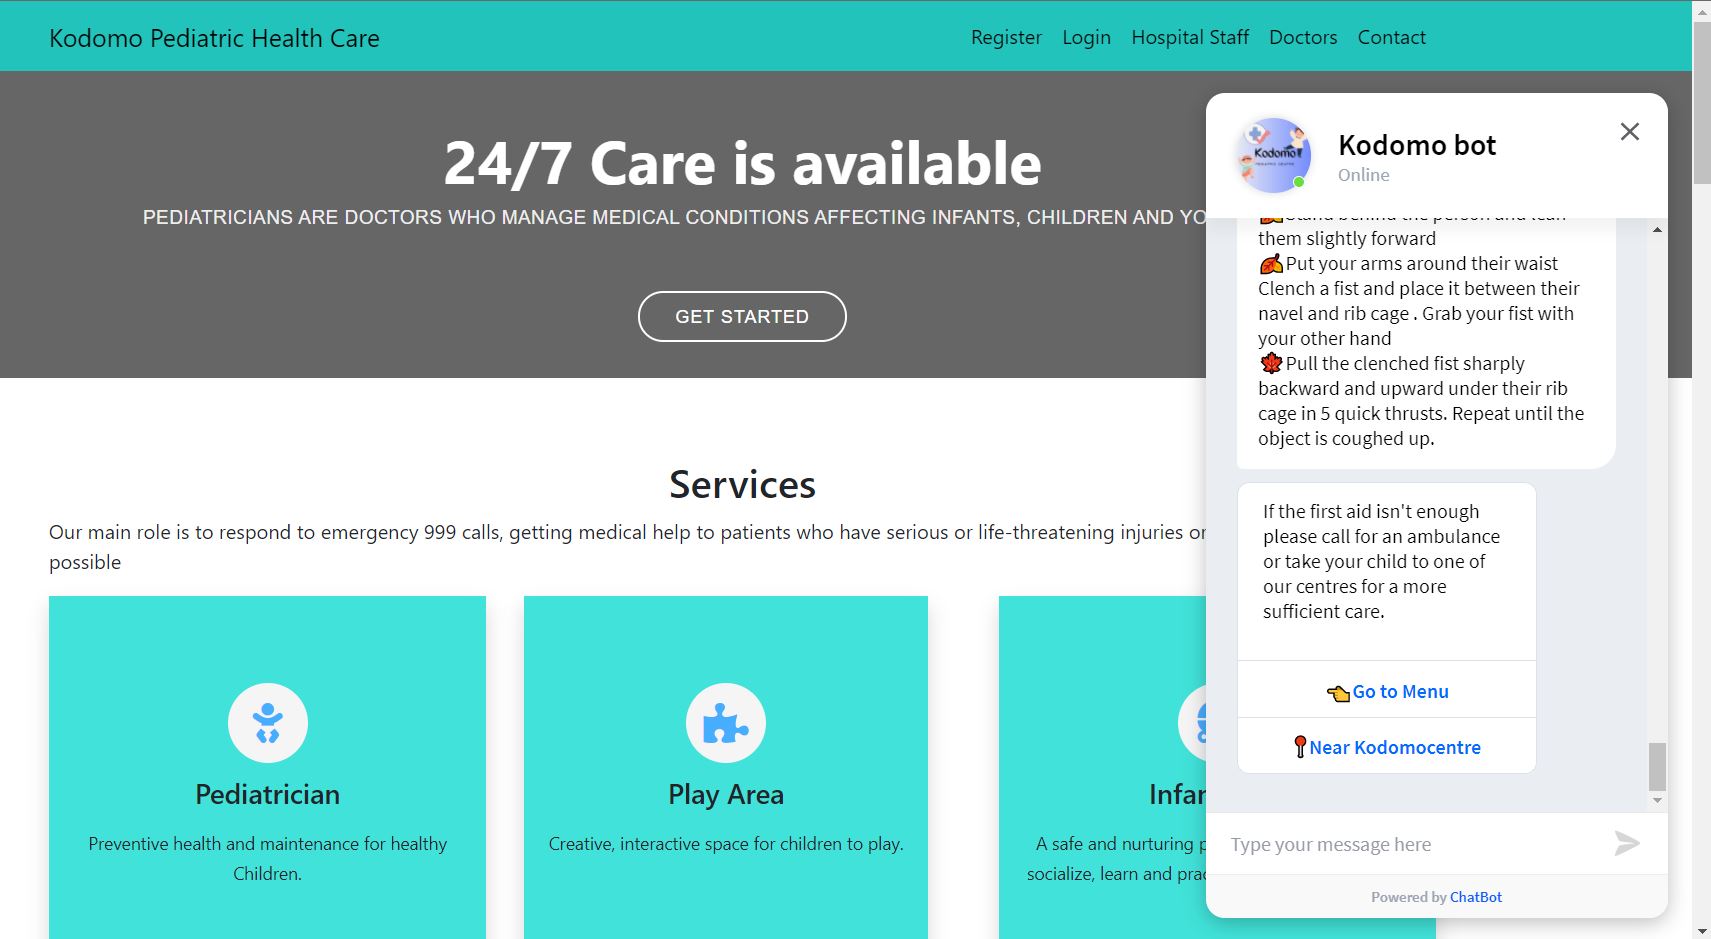 Kodomo Pediatric Health Care
Register Login Hospital Staff Doctors Contact
24/7 Care is available
PEDIATRICIANS ARE DOCTORS WHO MANAGE MEDICAL CONDITIONS AFFECTING INFANTS, CHILDREN AND YO
GET STARTED
Services
Our main role is to respond to emergency 999 calls, getting medical help to patients who have serious or life-threatening injuries or
possible
Pediatrician
Preventive health and maintenance for healthy
Children.
Play Area
Creative, interactive space for children to play.
Infan
A safe and nurturing p
socialize, learn and prac
Kodomo
Kodomo bot
Online
Stand behind the person and lean
them slightly forward
Put your arms around their waist
Clench a fist and place it between their
navel and rib cage . Grab your fist with
your other hand
Pull the clenched fist sharply
backward and upward under their rib
cage in 5 quick thrusts. Repeat until the
object is coughed up.
If the first aid isn't enough
please call for an ambulance
or take your child to one of
our centres for a more
sufficient care.
Go to Menu
Near Kodomocentre
Type your message here
Powered by ChatBot